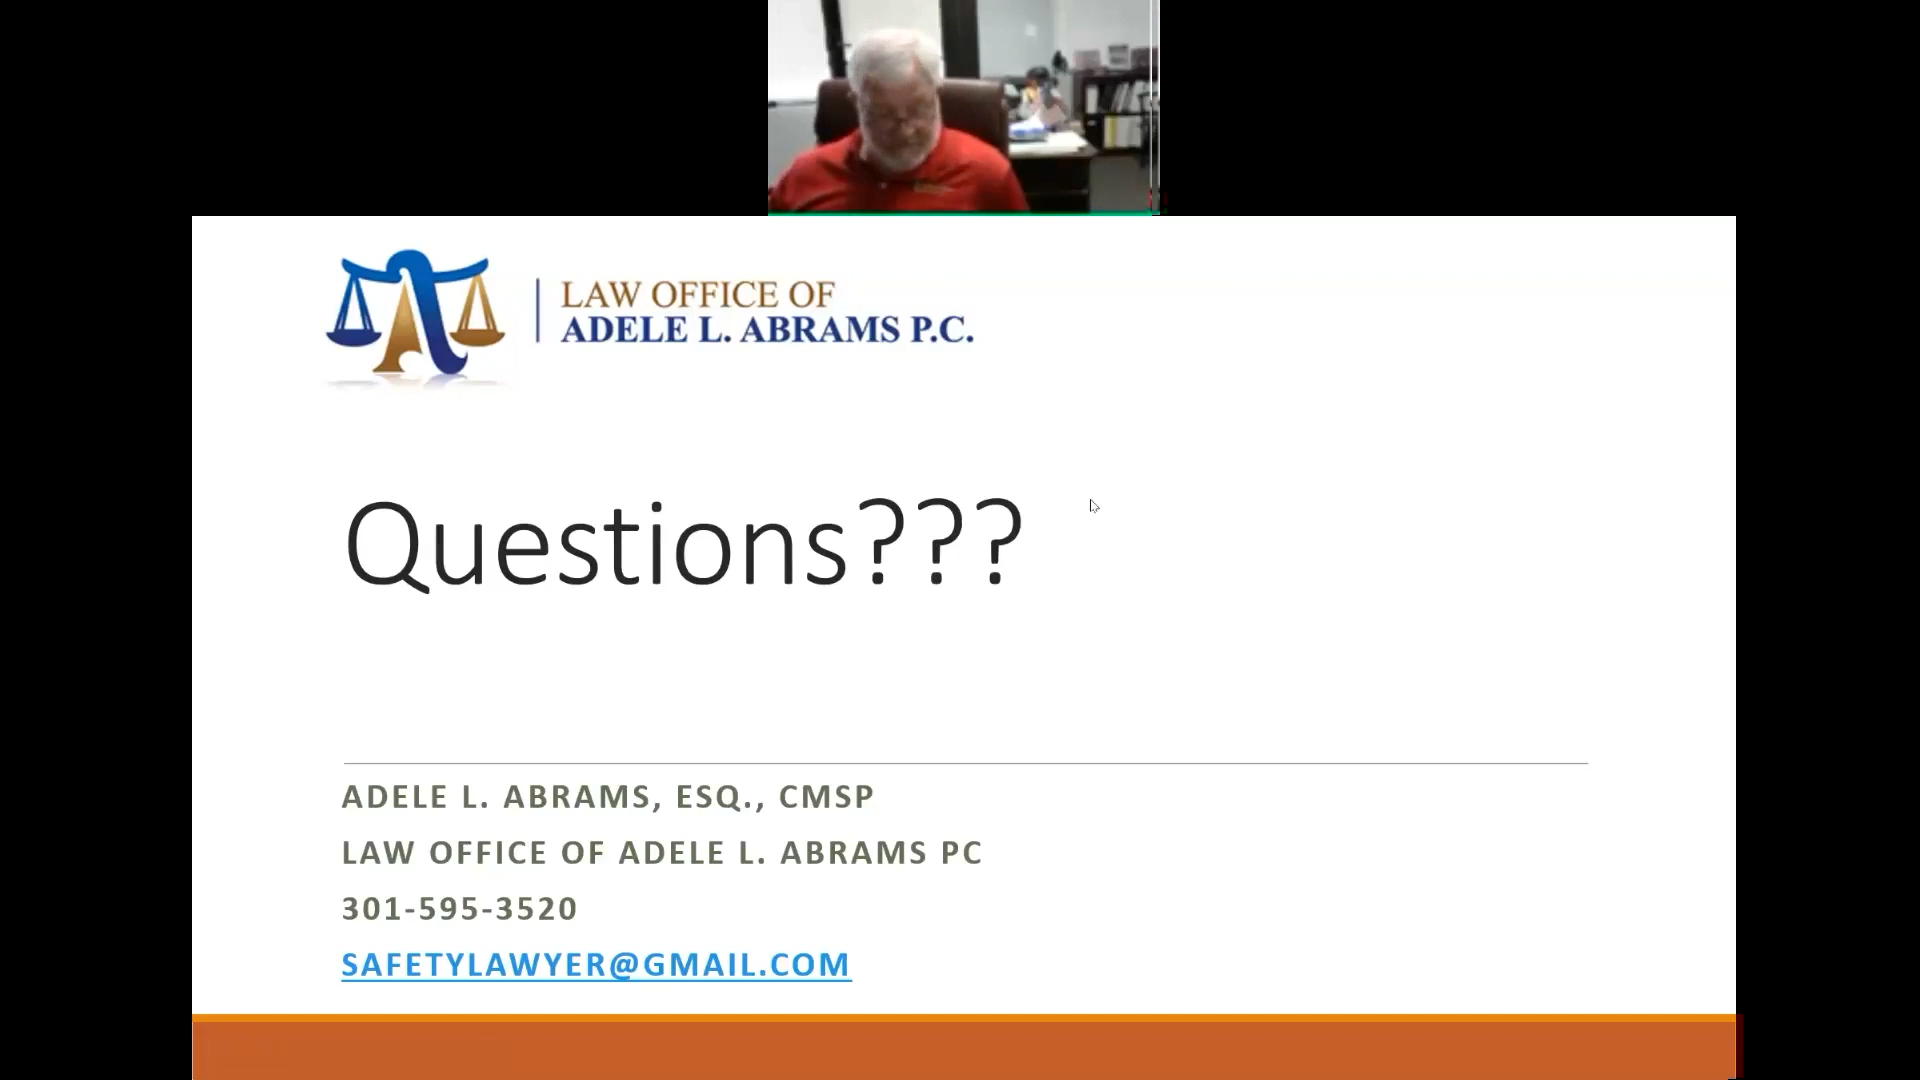 LAW OFFICE OF
ADELE L. ABRAMS P.C.
Questions???
ADELE L. ABRAMS, ESQ., CMSP
LAW OFFICE OF ADELE L. ABRAMS PC
301-595-3520
SAFETYLAWYER@GMAIL.COM